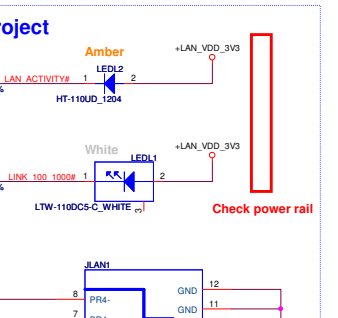 roject
Amber
+LAN_VDD_3V3
LEDL2
LAN_ACTIVITY# 1 2
%
HT-110UD_1204
White
+LAN_VDD_3V3
LEDL1
LINK_100_1000# 1 2
%
LTW-110DC5-C_WHITE 3
Check power rail
JLAN1
GND 12
8 PR4-
GND 11
7